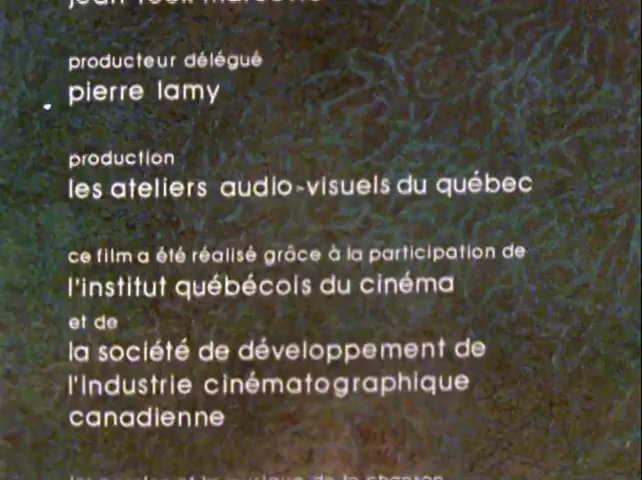 producteur délégué
pierre lamy
production
les ateliers audio-visuels du québec
ce film a été réalisé grâce à la participation de
l'institut québécois du cinéma
et de
la société de développement de
l'industrie cinématographique
canadienne